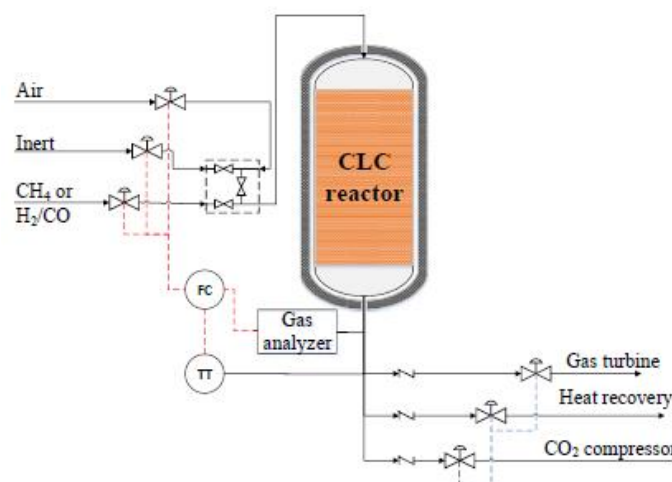 Air
Inert
CH₄ or
H₂/CO
CLC
reactor
FC
Gas
analyzer
TT
Gas turbine
Heat recovery
CO₂ compressor